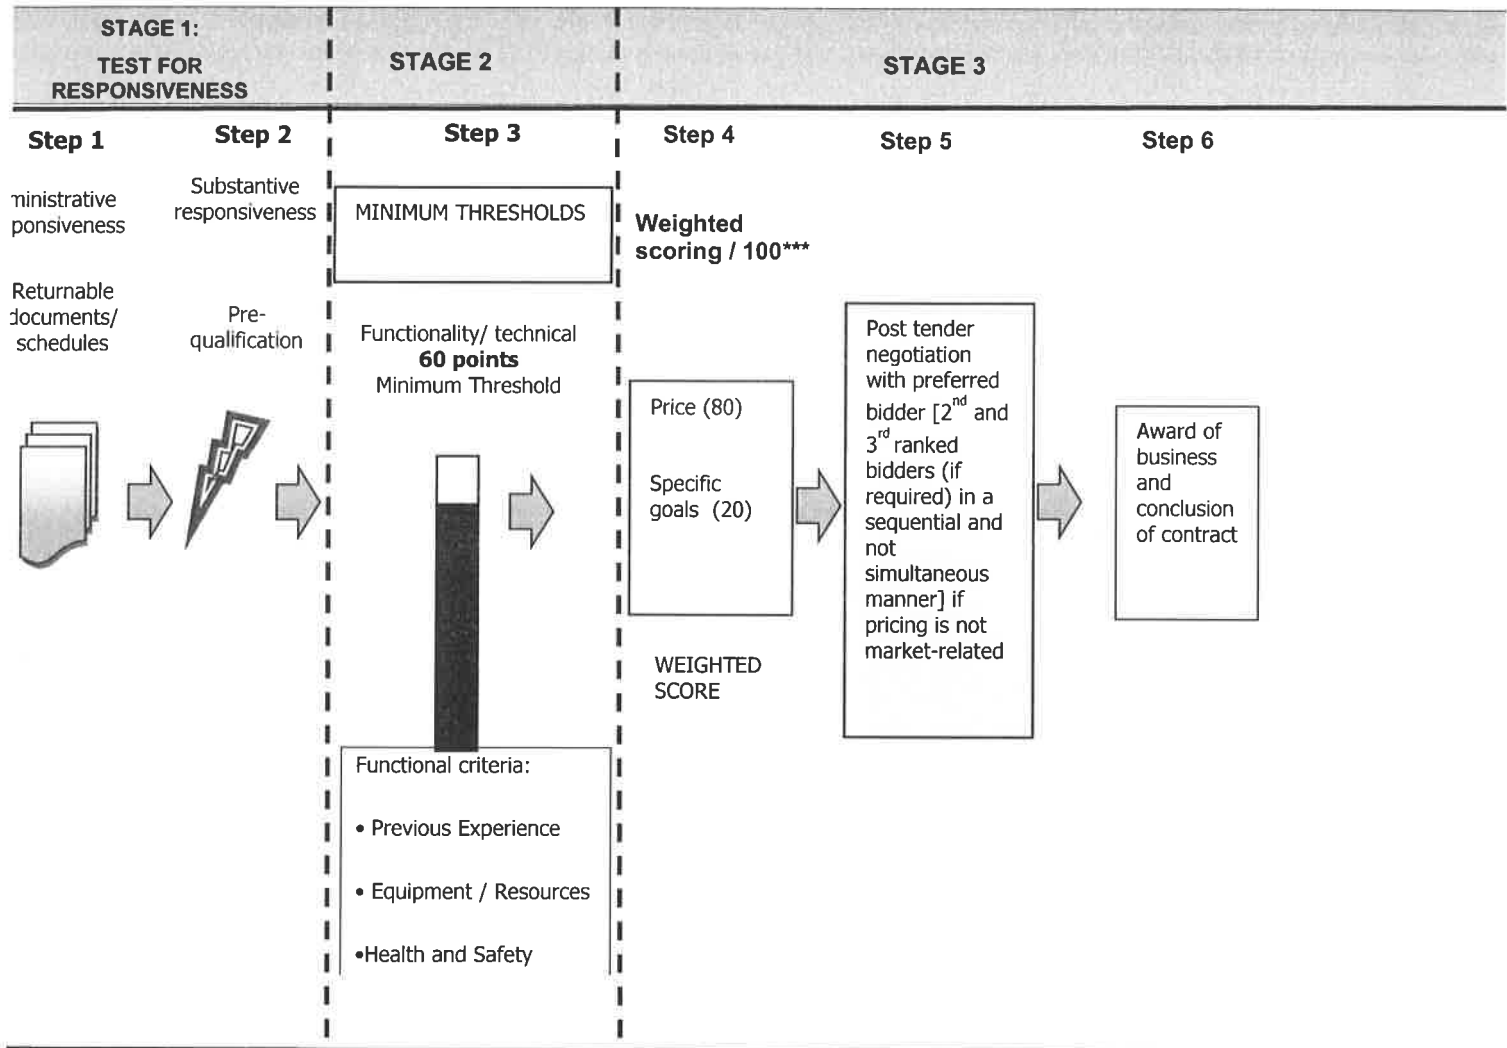 STAGE 1:
TEST FOR
RESPONSIVENESS
STAGE 2
STAGE 3
Step 1
Step 2
Step 3
Step 4
Step 5
Step 6
ministrative
ponsiveness
Returnable
documents/
schedules
Substantive
responsiveness
Pre-
qualification
MINIMUM THRESHOLDS
Functionality/ technical
60 points
Minimum Threshold
Functional criteria:
• Previous Experience
• Equipment / Resources
•Health and Safety
Weighted
scoring / 100***
Price (80)
Specific
goals (20)
WEIGHTED
SCORE
Post tender
negotiation
with preferred
bidder [2nd and
3rd ranked
bidders (if
required) in a
sequential and
not
simultaneous
manner] if
pricing is not
market-related
Award of
business
and
conclusion
of contract